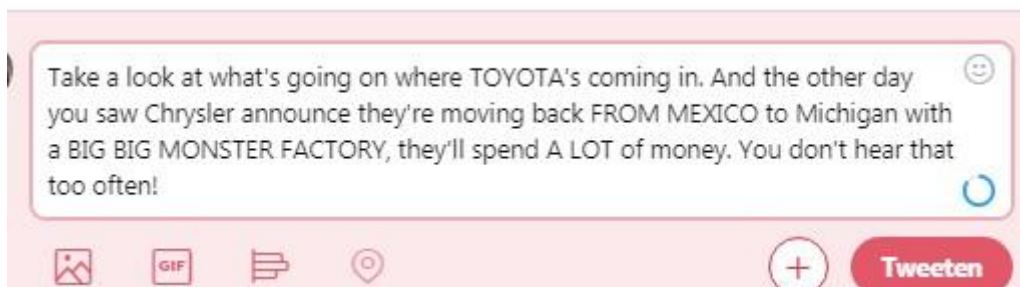 Take a look at what's going on where TOYOTA's coming in. And the other day
you saw Chrysler announce they're moving back FROM MEXICO to Michigan with
a BIG BIG MONSTER FACTORY, they'll spend A LOT of money. You don't hear that
too often!
GIF
Tweeten